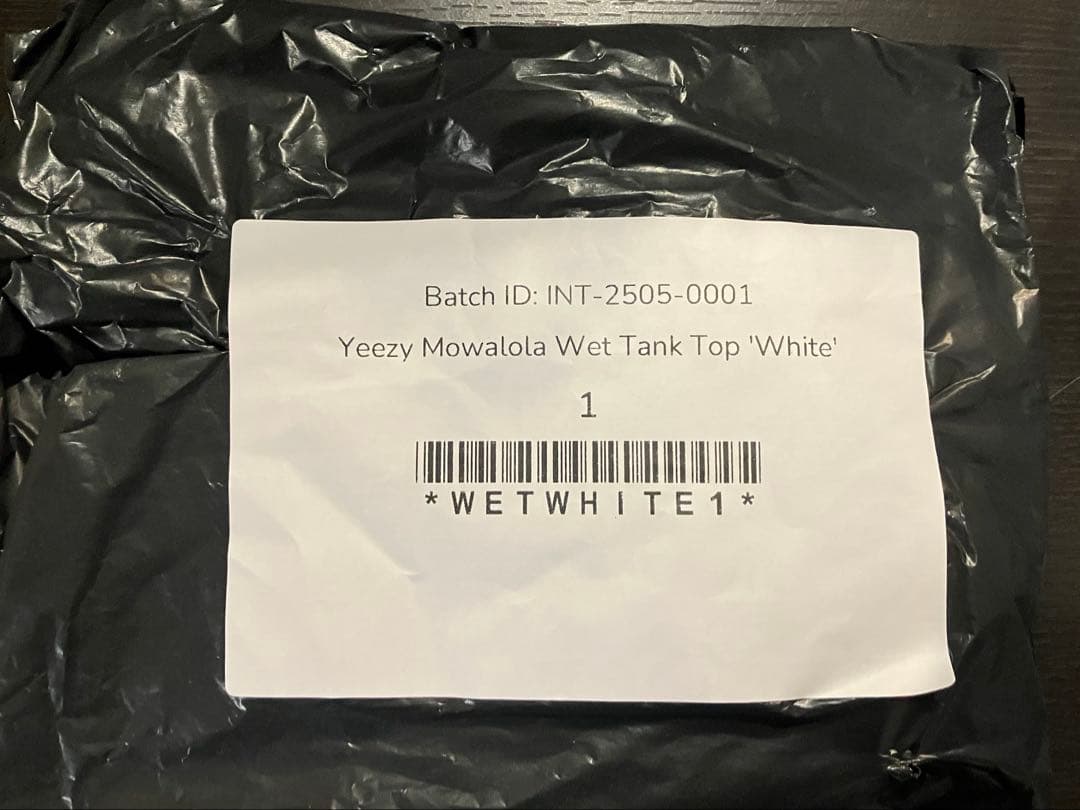 Batch ID: INT-2505-0001
Yeezy Mowalola Wet Tank Top 'White'
1
*WETWHITE1*